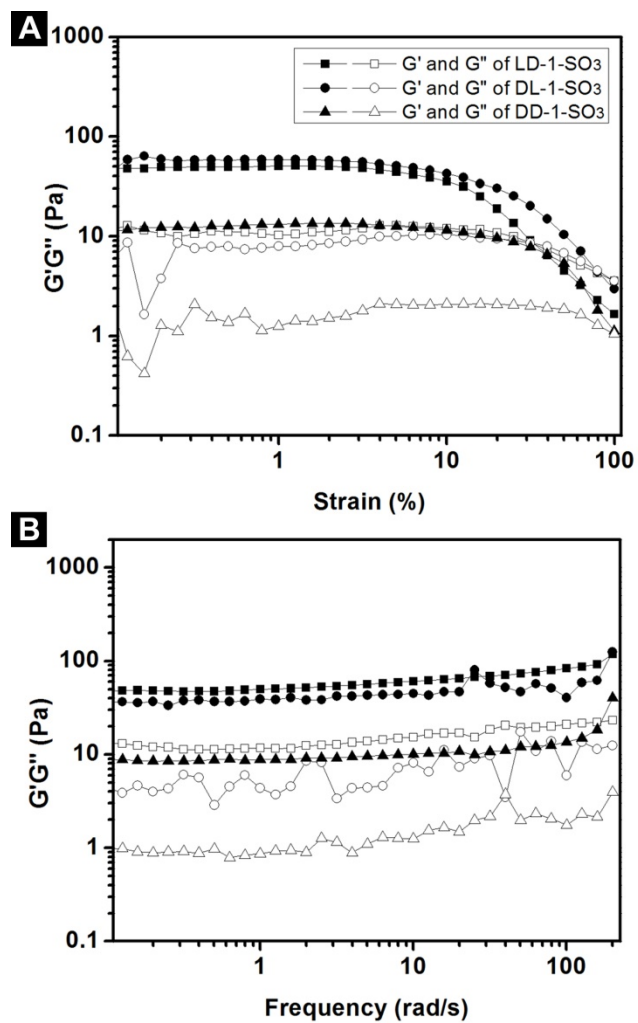 A
1000
100
10
1
0.1
G'G" (Pa)
G' and G" of LD-1-SO3
G' and G" of DL-1-SO3
G' and G" of DD-1-SO3
1 10 100
Strain (%)
B
1000
100
10
1
0.1
G'G" (Pa)
1 10 100
Frequency (rad/s)